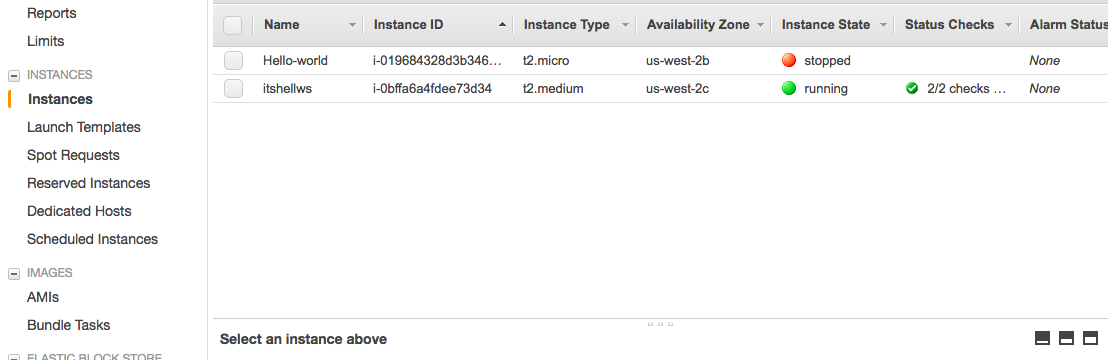 Reports
Limits
INSTANCES
Instances
Launch Templates
Spot Requests
Reserved Instances
Dedicated Hosts
Scheduled Instances
IMAGES
AMIs
Bundle Tasks
ELASTIC BLOCK STORE
Name Instance ID Instance Type Availability Zone Instance State Status Checks Alarm Status
Hello-world i-019684328d3b346… t2.micro us-west-2b stopped None
itshellws i-0bffa6a4fdee73d34 t2.medium us-west-2c running 2/2 checks … None
Select an instance above